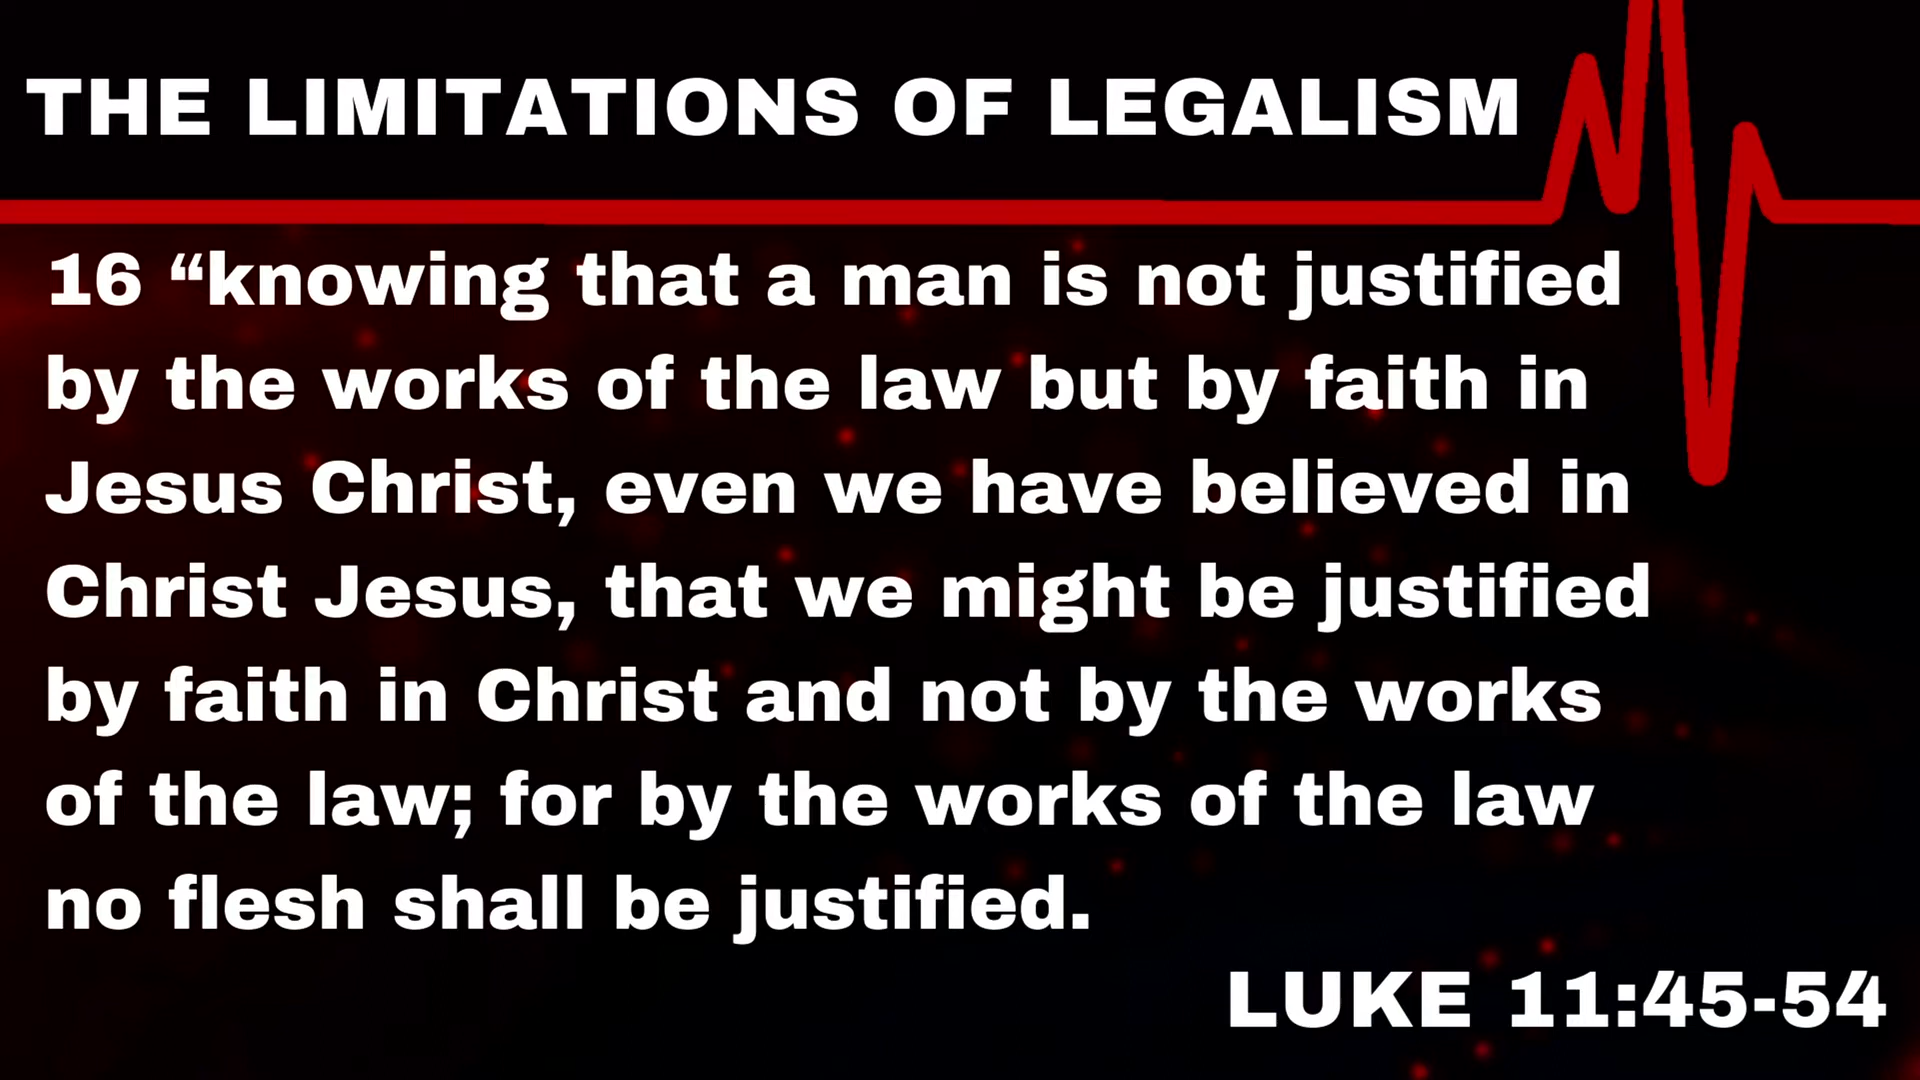 THE LIMITATIONS OF LEGALISM
16 “knowing that a man is not justified
by the works of the law but by faith in
Jesus Christ, even we have believed in
Christ Jesus, that we might be justified
by faith in Christ and not by the works
of the law; for by the works of the law
no flesh shall be justified.
LUKE 11:45-54